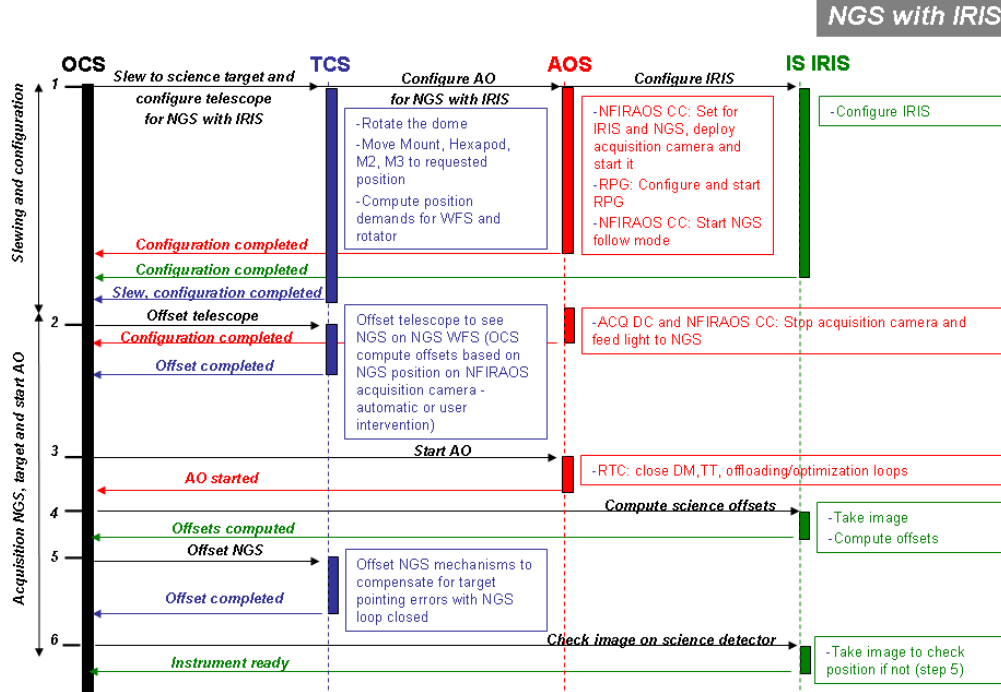 NGS with IRIS
OCS
TCS
AOS
IS IRIS
Slewing and configuration
1
Slew to science target and
configure telescope
for NGS with IRIS
Configure AO
for NGS with IRIS
Configure IRIS
-Rotate the dome
-Move Mount, Hexapod,
M2, M3 to requested
position
-Compute position
demands for WFS and
rotator
-NFIRAOS CC: Set for
IRIS and NGS, deploy
acquisition camera and
start it
-RPG: Configure and start
RPG
-NFIRAOS CC: Start NGS
follow mode
-Configure IRIS
Configuration completed
Configuration completed
Slew, configuration completed
Acquisition NGS, target and start AO
2
Offset telescope
Configuration completed
Offset completed
Offset telescope to see
NGS on NGS WFS (OCS
compute offsets based on
NGS position on NFIRAOS
acquisition camera -
automatic or user
intervention)
-ACQ DC and NFIRAOS CC: Stop acquisition camera and
feed light to NGS
3
Start AO
AO started
-RTC: close DM,TT, offloading/optimization loops
4
Compute science offsets
Offsets computed
-Take image
-Compute offsets
5
Offset NGS
Offset completed
Offset NGS mechanisms to
compensate for target
pointing errors with NGS
loop closed
6
Check image on science detector
Instrument ready
-Take image to check
position if not (step 5)